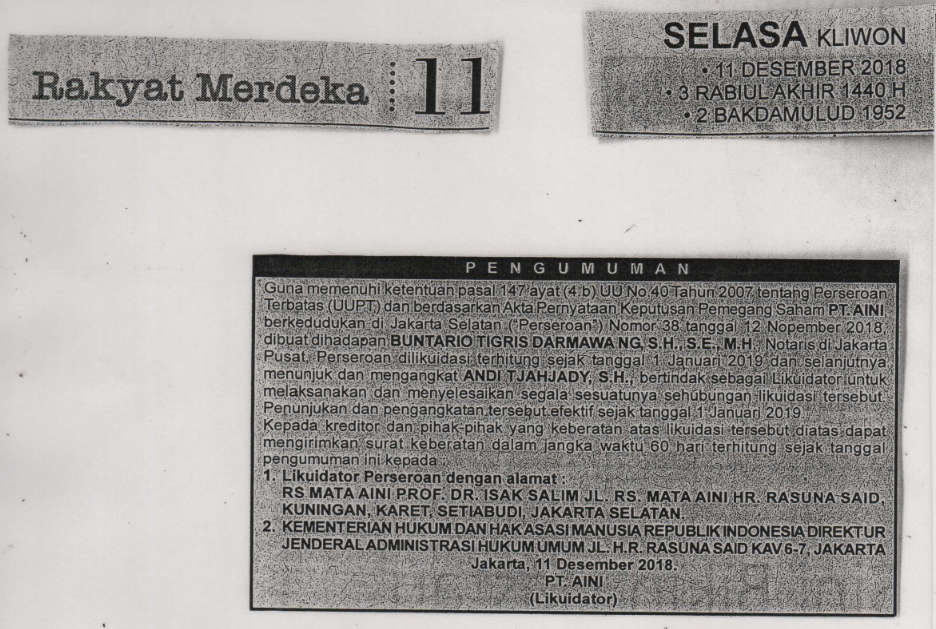 Rakyat Merdeka 11
SELASA KLIWON
• 11 DESEMBER 2018
• 3 RABIUL AKHIR 1440 H
• 2 BAKDAMULUD 1952
PENGUMUMAN
Guna memenuhi ketentuan pasal 147 ayat (4.b) UU No.40 Tahun 2007 tentang Perseroan
Terbatas (UUPT) dan berdasarkan Akta Pernyataan Keputusan Pemegang Saham PT. AINI
berkedudukan di Jakarta Selatan ("Perseroan") Nomor 38 tanggal 12 Nopember 2018
dibuat dihadapan BUNTARIO TIGRIS DARMAWA NG, S.H., S.E., M.H., Notaris di Jakarta
Pusat, Perseroan dilikuidasi terhitung sejak tanggal 1 Januari 2019 dan selanjutnya
menunjuk dan mengangkat ANDI TJAHJADY, S.H., bertindak sebagai Likuidator untuk
melaksanakan dan menyelesaikan segala sesuatunya sehubungan likuidasi tersebut.
Penunjukan dan pengangkatan tersebut efektif sejak tanggal 1 Januari 2019.
Kepada kreditor dan pihak-pihak yang keberatan atas likuidasi tersebut diatas dapat
mengirimkan surat keberatan dalam jangka waktu 60 hari terhitung sejak tanggal
pengumuman ini kepada :
1. Likuidator Perseroan dengan alamat :
RS MATA AINI PROF. DR. ISAK SALIM JL. RS. MATA AINI HR. RASUNA SAID,
KUNINGAN, KARET, SETIABUDI, JAKARTA SELATAN.
2. KEMENTERIAN HUKUM DAN HAK ASASI MANUSIA REPUBLIK INDONESIA DIREKTUR
JENDERAL ADMINISTRASI HUKUM UMUM JL. H.R. RASUNA SAID KAV 6-7, JAKARTA
Jakarta, 11 Desember 2018.
PT. AINI
(Likuidator)